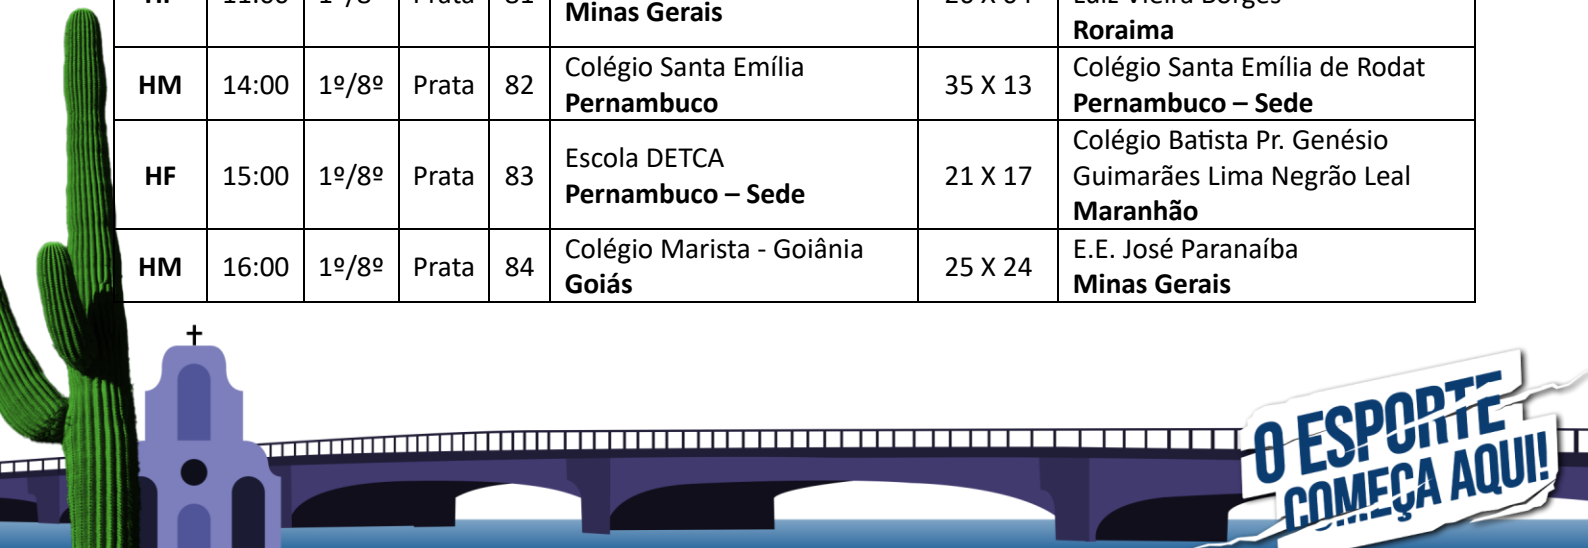 Minas Gerais
Roraima
HM 14:00 1º/8º Prata 82 Colégio Santa Emília
Pernambuco 35 X 13 Colégio Santa Emília de Rodat
Pernambuco – Sede
HF 15:00 1º/8º Prata 83 Escola DETCA
Pernambuco – Sede 21 X 17 Colégio Batista Pr. Genésio
Guimarães Lima Negrão Leal
Maranhão
HM 16:00 1º/8º Prata 84 Colégio Marista - Goiânia
Goiás 25 X 24 E.E. José Paranaíba
Minas Gerais
O ESPORTE
COMEÇA AQUI!